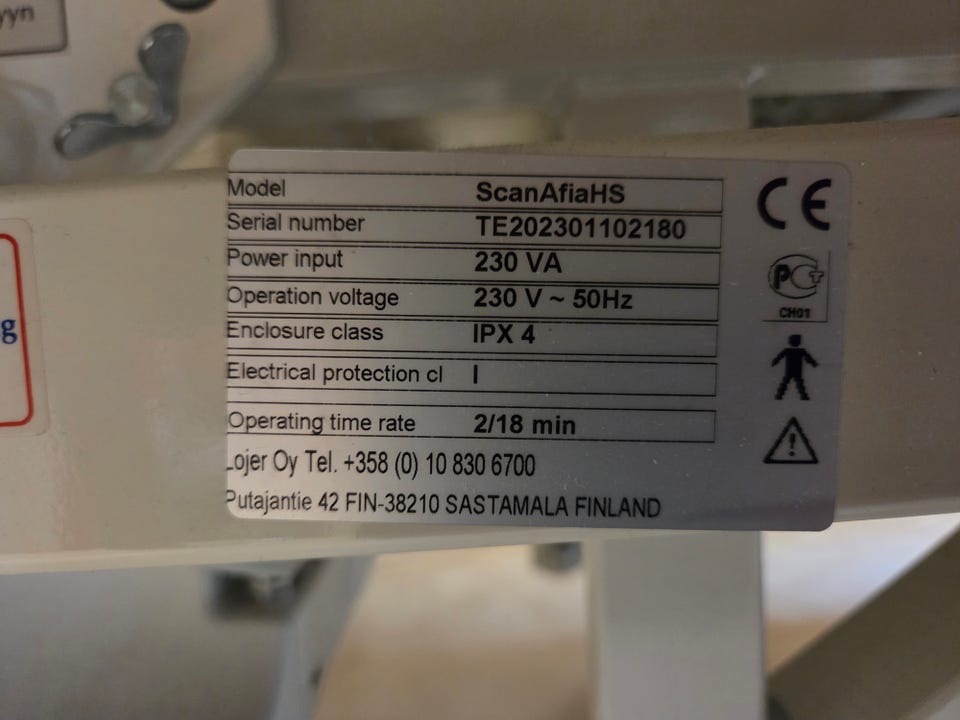 yyn
g
Model ScanAfiaHS
Serial number TE202301102180
Power input 230 VA
Operation voltage 230 V ~ 50Hz
Enclosure class IPX 4
Electrical protection cl I
Operating time rate 2/18 min
Lojer Oy Tel. +358 (0) 10 830 6700
Putajantie 42 FIN-38210 SASTAMALA FINLAND
CE
PCT
CH01